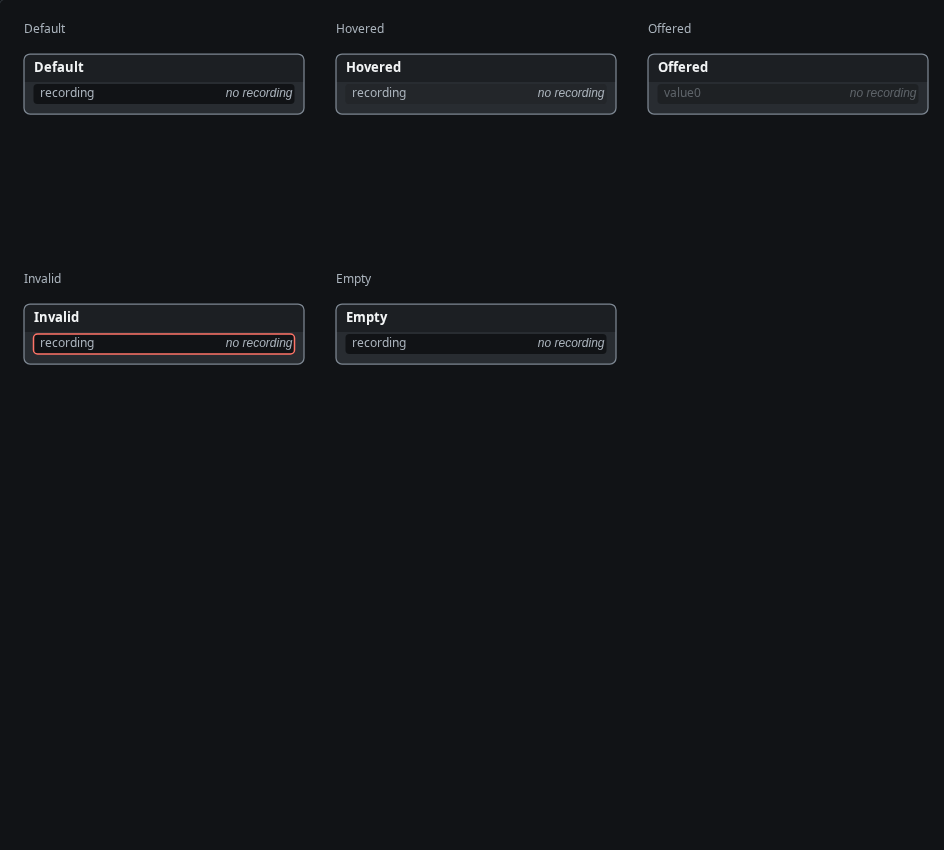 Default
Hovered
Offered
Default
Hovered
Offered
recording
no recording
recording
no recording
value0
no recording
Invalid
Empty
Invalid
Empty
recording
no recording
recording
no recording